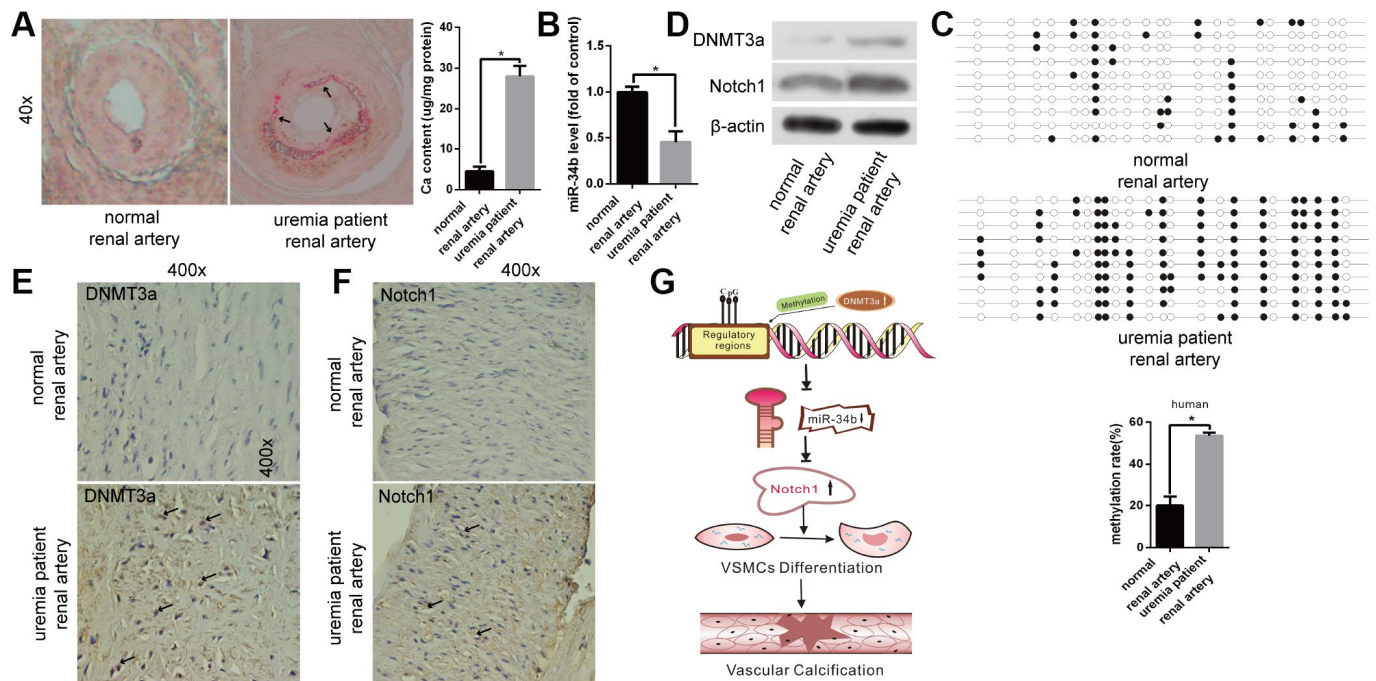 A
40x
normal
renal artery
uremia patient
renal artery
Ca content (ug/mg protein)
40
30
20
10
0
*
normal
renal artery
uremia patient
renal artery
B
miR-34b level (fold of control)
1.5
1.0
0.5
0.0
*
normal
renal artery
uremia patient
renal artery
D
DNMT3a
Notch1
β-actin
normal
renal artery
uremia patient
renal artery
C
normal
renal artery
uremia patient
renal artery
human
methylation rate(%)
60
40
20
0
*
normal
renal artery
uremia patient
renal artery
E
400x
DNMT3a
normal
renal artery
400x
DNMT3a
uremia patient
renal artery
F
400x
Notch1
normal
renal artery
Notch1
uremia patient
renal artery
G
C pG
Methylation
DNMT3a
Regulatory
regions
miR-34b
Notch1
VSMCs Differentiation
Vascular Calcification